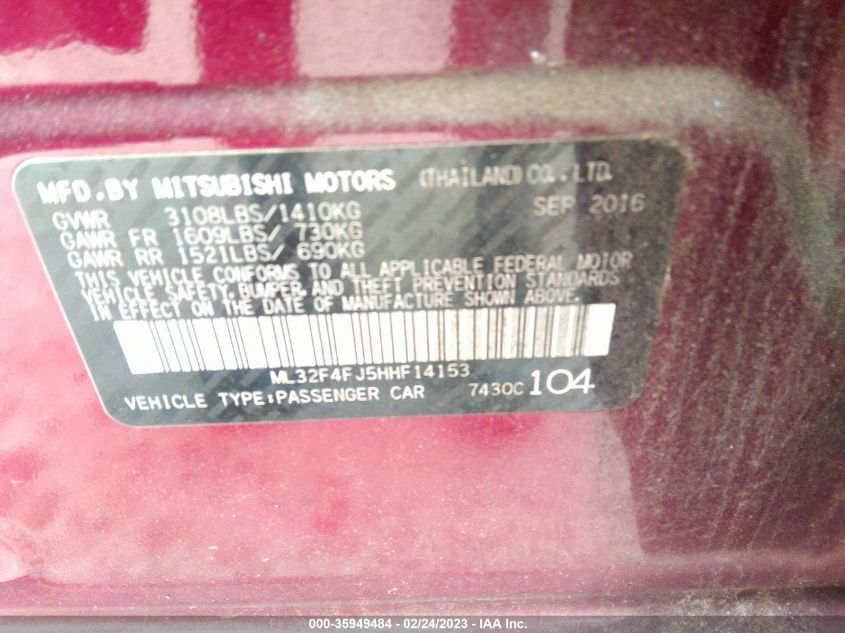 MFD.BY MITSUBISHI MOTORS (THAILAND) CO.,LTD.
GVWR 3108LBS/1410KG SEP 2016
GAWR FR 1609LBS/ 730KG
GAWR RR 1521LBS/ 690KG
THIS VEHICLE CONFORMS TO ALL APPLICABLE FEDERAL MOTOR
VEHICLE SAFETY, BUMPER, AND THEFT PREVENTION STANDARDS
IN EFFECT ON THE DATE OF MANUFACTURE SHOWN ABOVE.
ML32F4FJ5HHF14153
VEHICLE TYPE:PASSENGER CAR 7430C 104
000-35949484 - 02/24/2023 - IAA Inc.